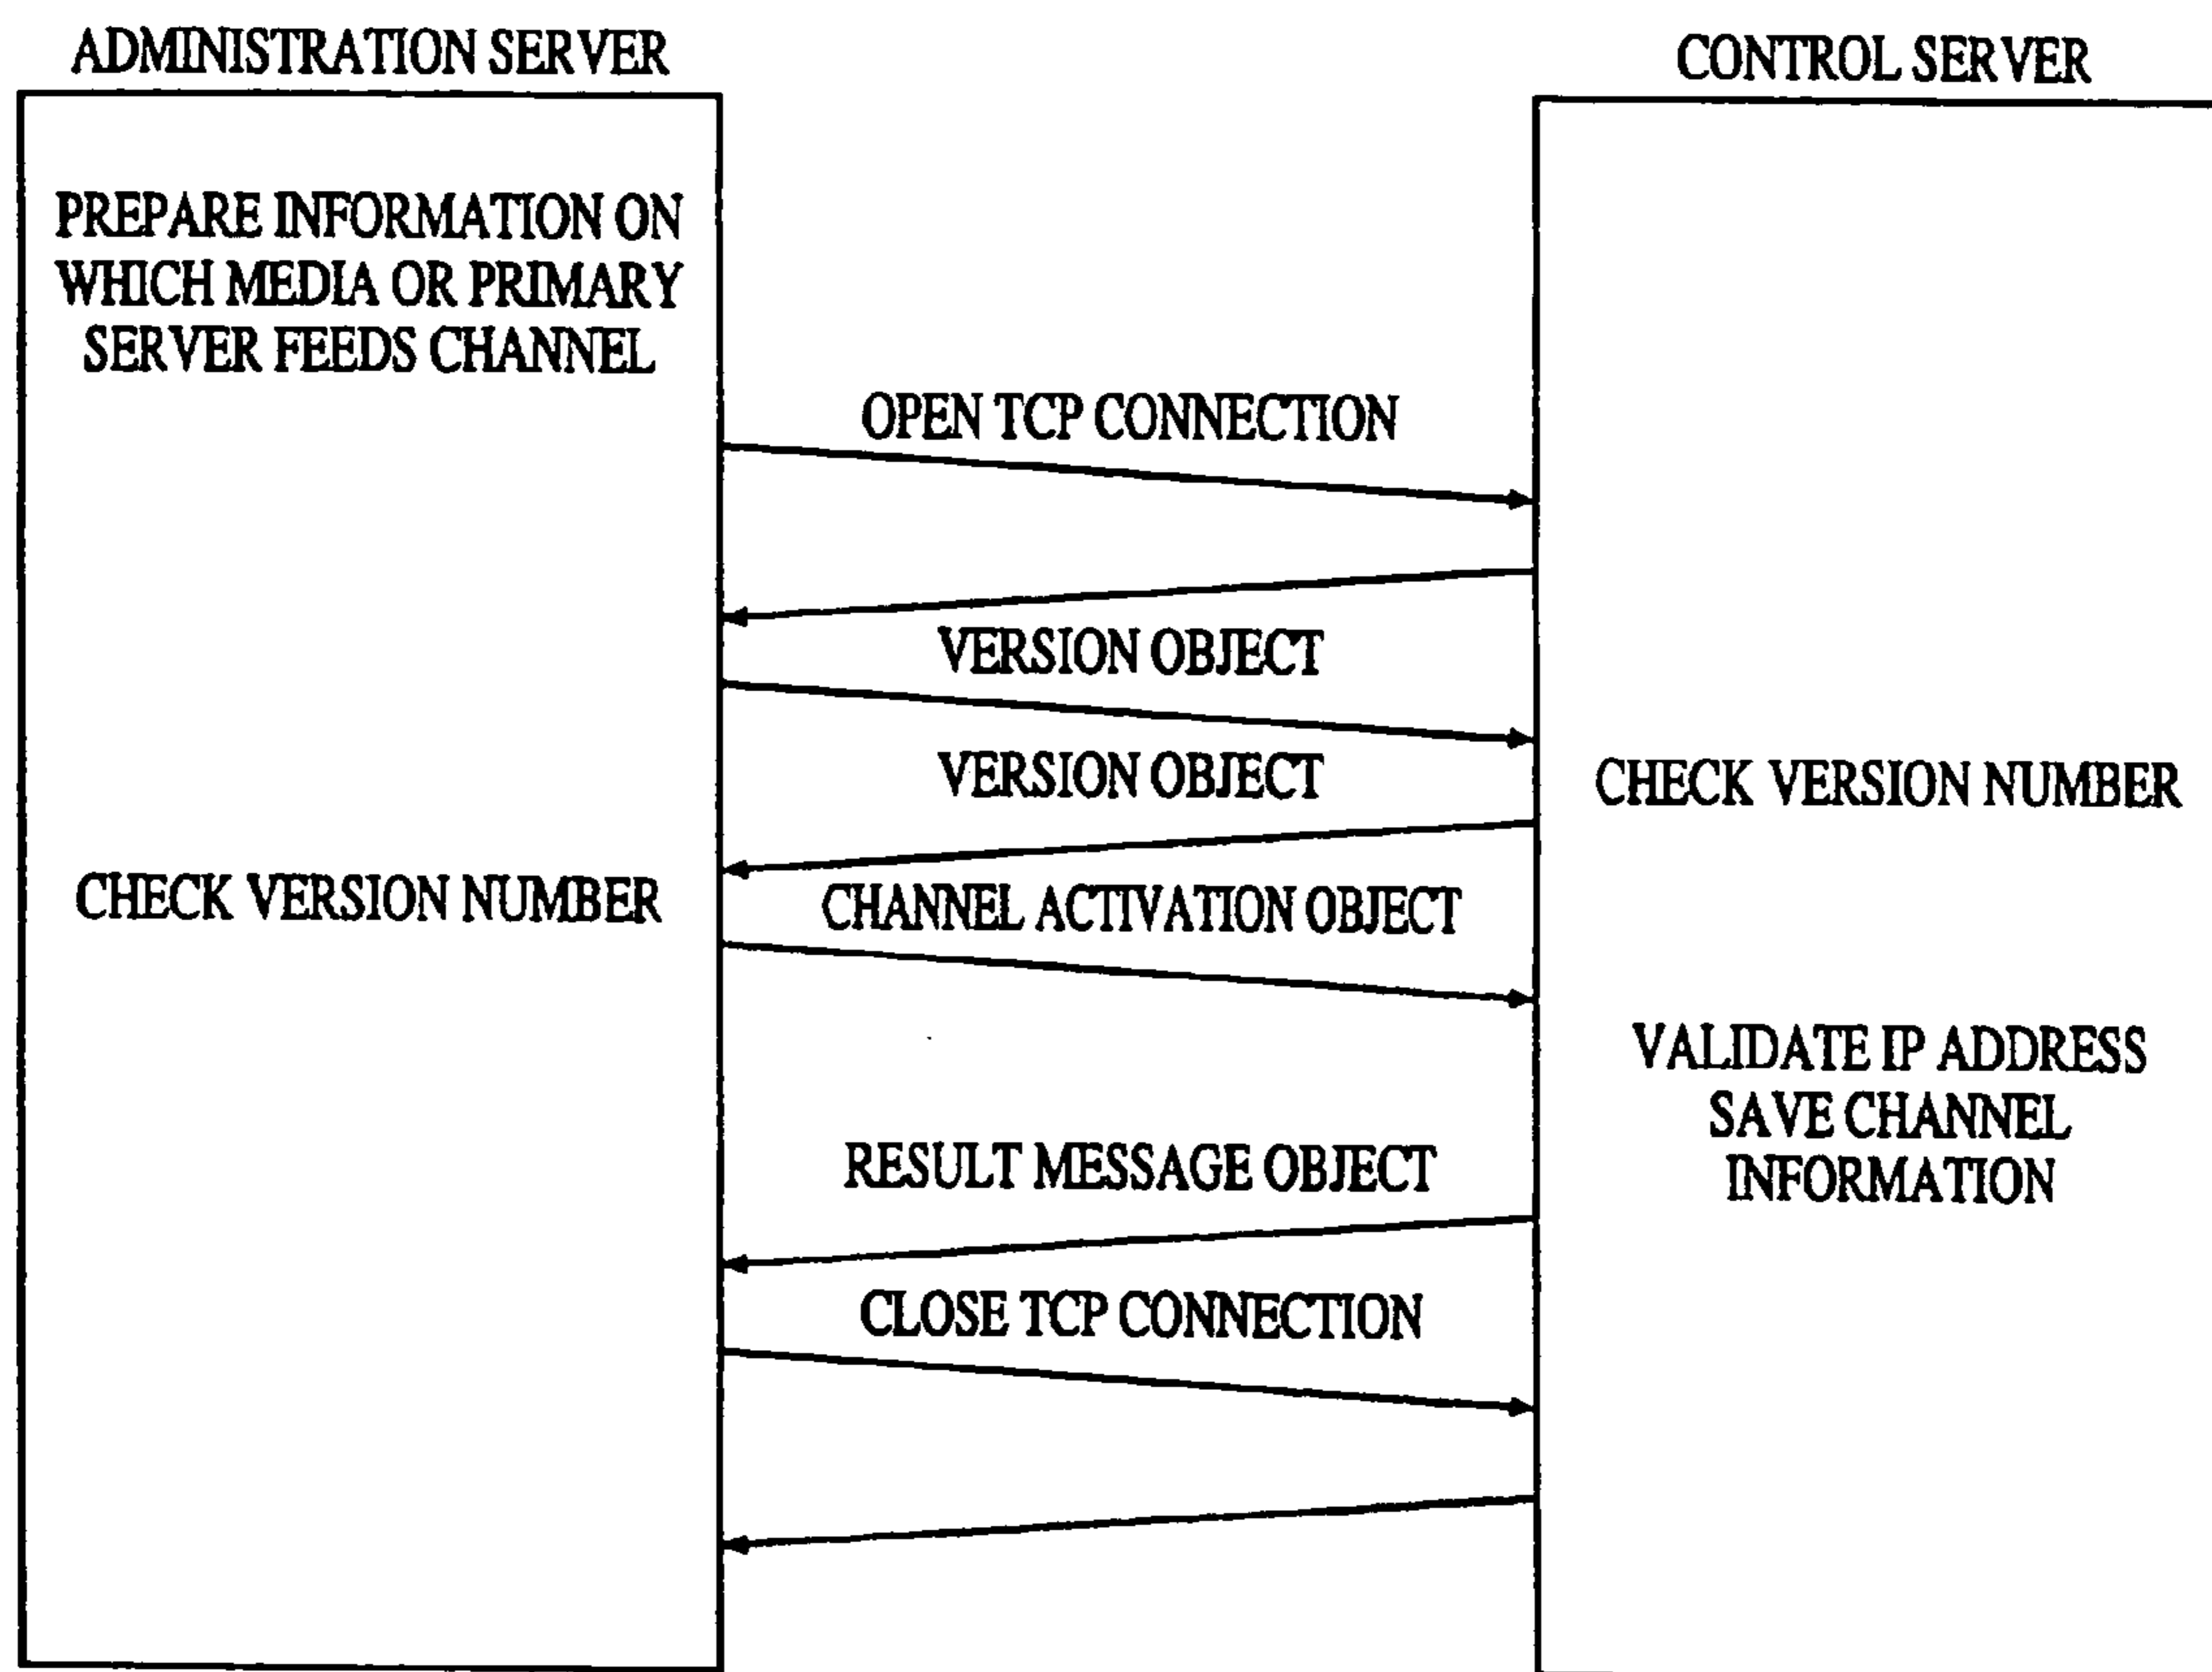 ADMINISTRATION SERVER
CONTROL SERVER
PREPARE INFORMATION ON
WHICH MEDIA OR PRIMARY
SERVER FEEDS CHANNEL
OPEN TCP CONNECTION
VERSION OBJECT
VERSION OBJECT
CHECK VERSION NUMBER
CHECK VERSION NUMBER
CHANNEL ACTIVATION OBJECT
VALIDATE IP ADDRESS
SAVE CHANNEL
INFORMATION
RESULT MESSAGE OBJECT
CLOSE TCP CONNECTION